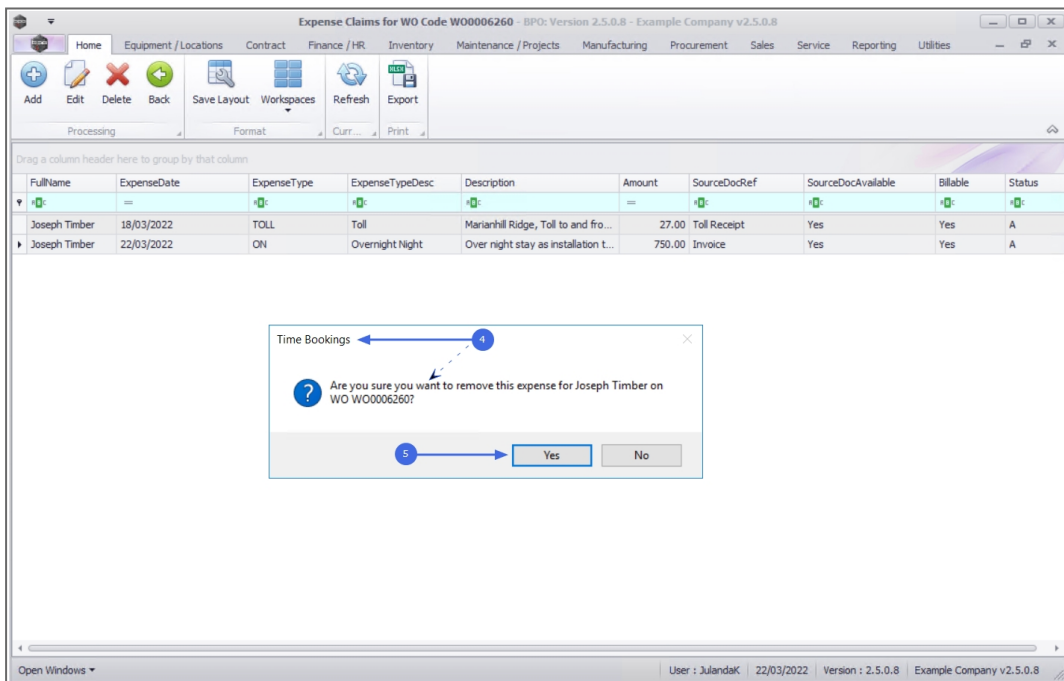 Expense Claims for WO Code WO0006260 - BPO: Version 2.5.0.8 - Example Company v2.5.0.8
Home Equipment / Locations Contract Finance / HR Inventory Maintenance / Projects Manufacturing Procurement Sales Service Reporting Utilities
Add Edit Delete Back Save Layout Workspaces Refresh Export
Processing Format Curr... Print
Drag a column header here to group by that column
FullName ExpenseDate ExpenseType ExpenseTypeDesc Description Amount SourceDocRef SourceDocAvailable Billable Status
Joseph Timber 18/03/2022 TOLL Toll Marianhill Ridge, Toll to and fro... 27.00 Toll Receipt Yes Yes A
Joseph Timber 22/03/2022 ON Overnight Night Over night stay as installation t... 750.00 Invoice Yes Yes A
Time Bookings 4
Are you sure you want to remove this expense for Joseph Timber on
WO WO0006260?
5 Yes No
Open Windows User : JulandaK 22/03/2022 Version : 2.5.0.8 Example Company v2.5.0.8